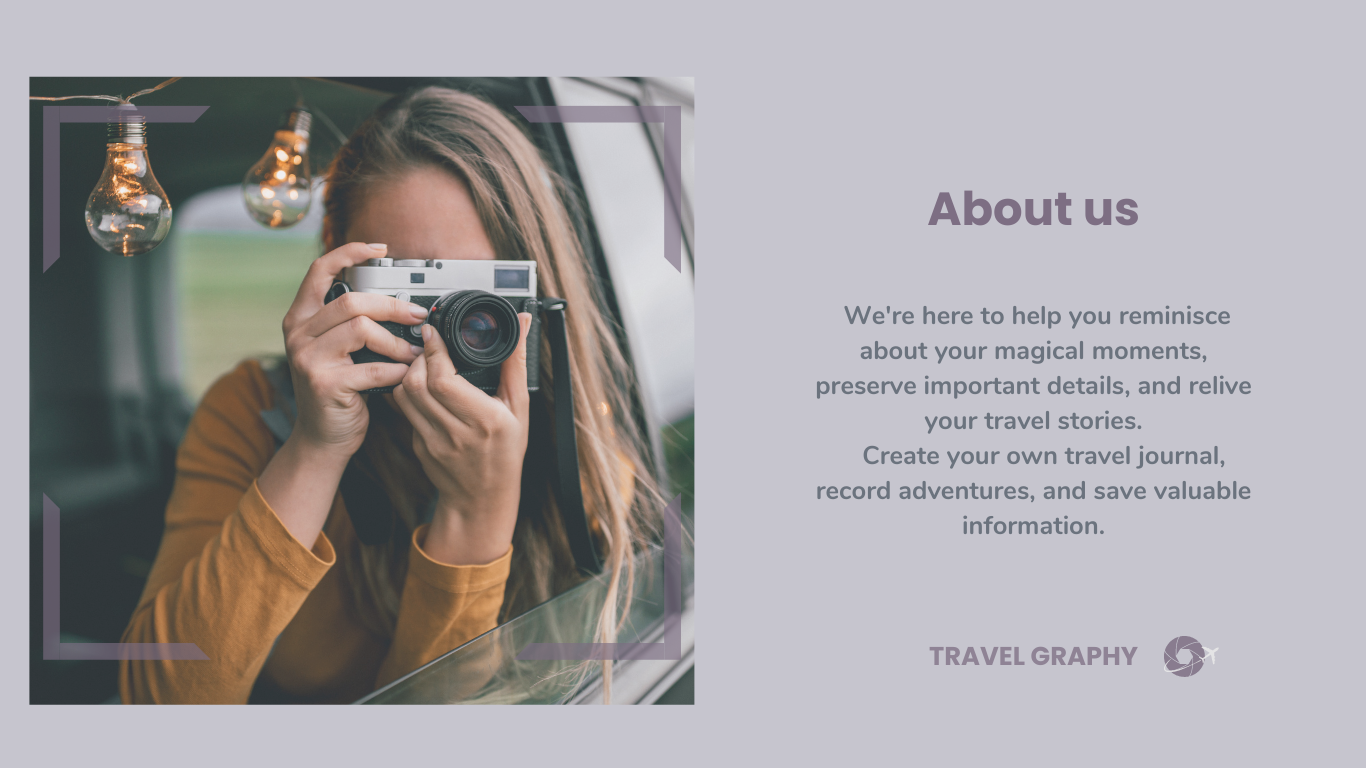 About us
We're here to help you reminisce
about your magical moments,
preserve important details, and relive
your travel stories.
Create your own travel journal,
record adventures, and save valuable
information.
TRAVEL GRAPHY